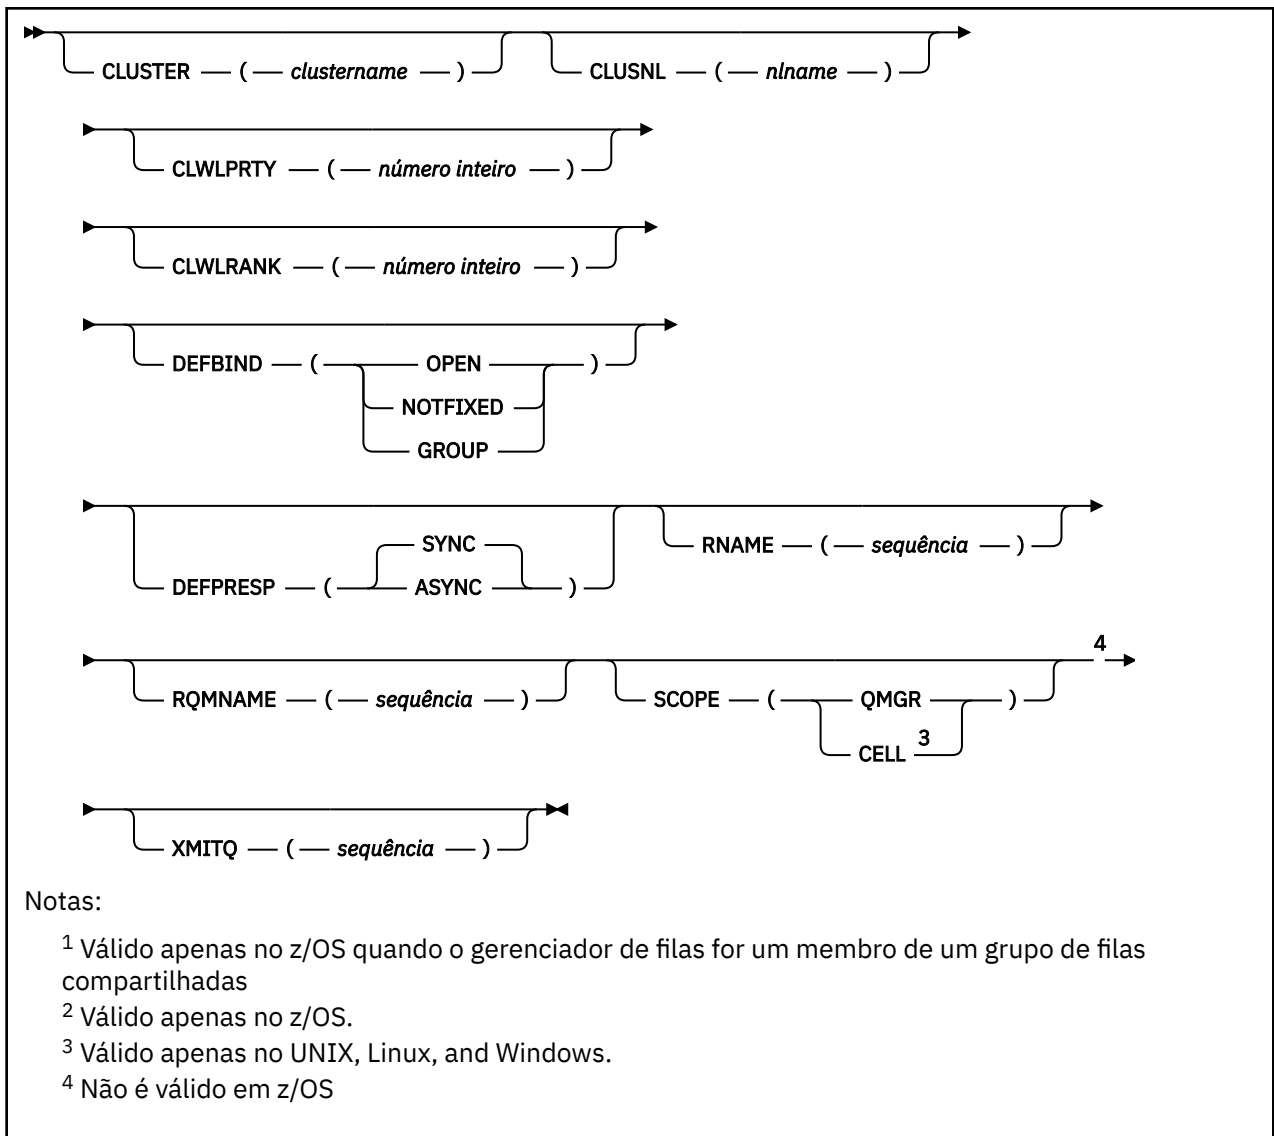 CLUSTER ( clustername ) CLUSNL ( nlname )
CLWLPRTY ( número inteiro )
CLWLRANK ( número inteiro )
DEFBIND ( OPEN )
NOTFIXED
GROUP
SYNC
RNAME ( sequência )
DEFPRESP ( ASYNC )
4
RQMNAME ( sequência ) SCOPE ( QMGR )
CELL 3
XMITQ ( sequência )
Notas:
1 Válido apenas no z/OS quando o gerenciador de filas for um membro de um grupo de filas
compartilhadas
2 Válido apenas no z/OS.
3 Válido apenas no UNIX, Linux, and Windows.
4 Não é válido em z/OS